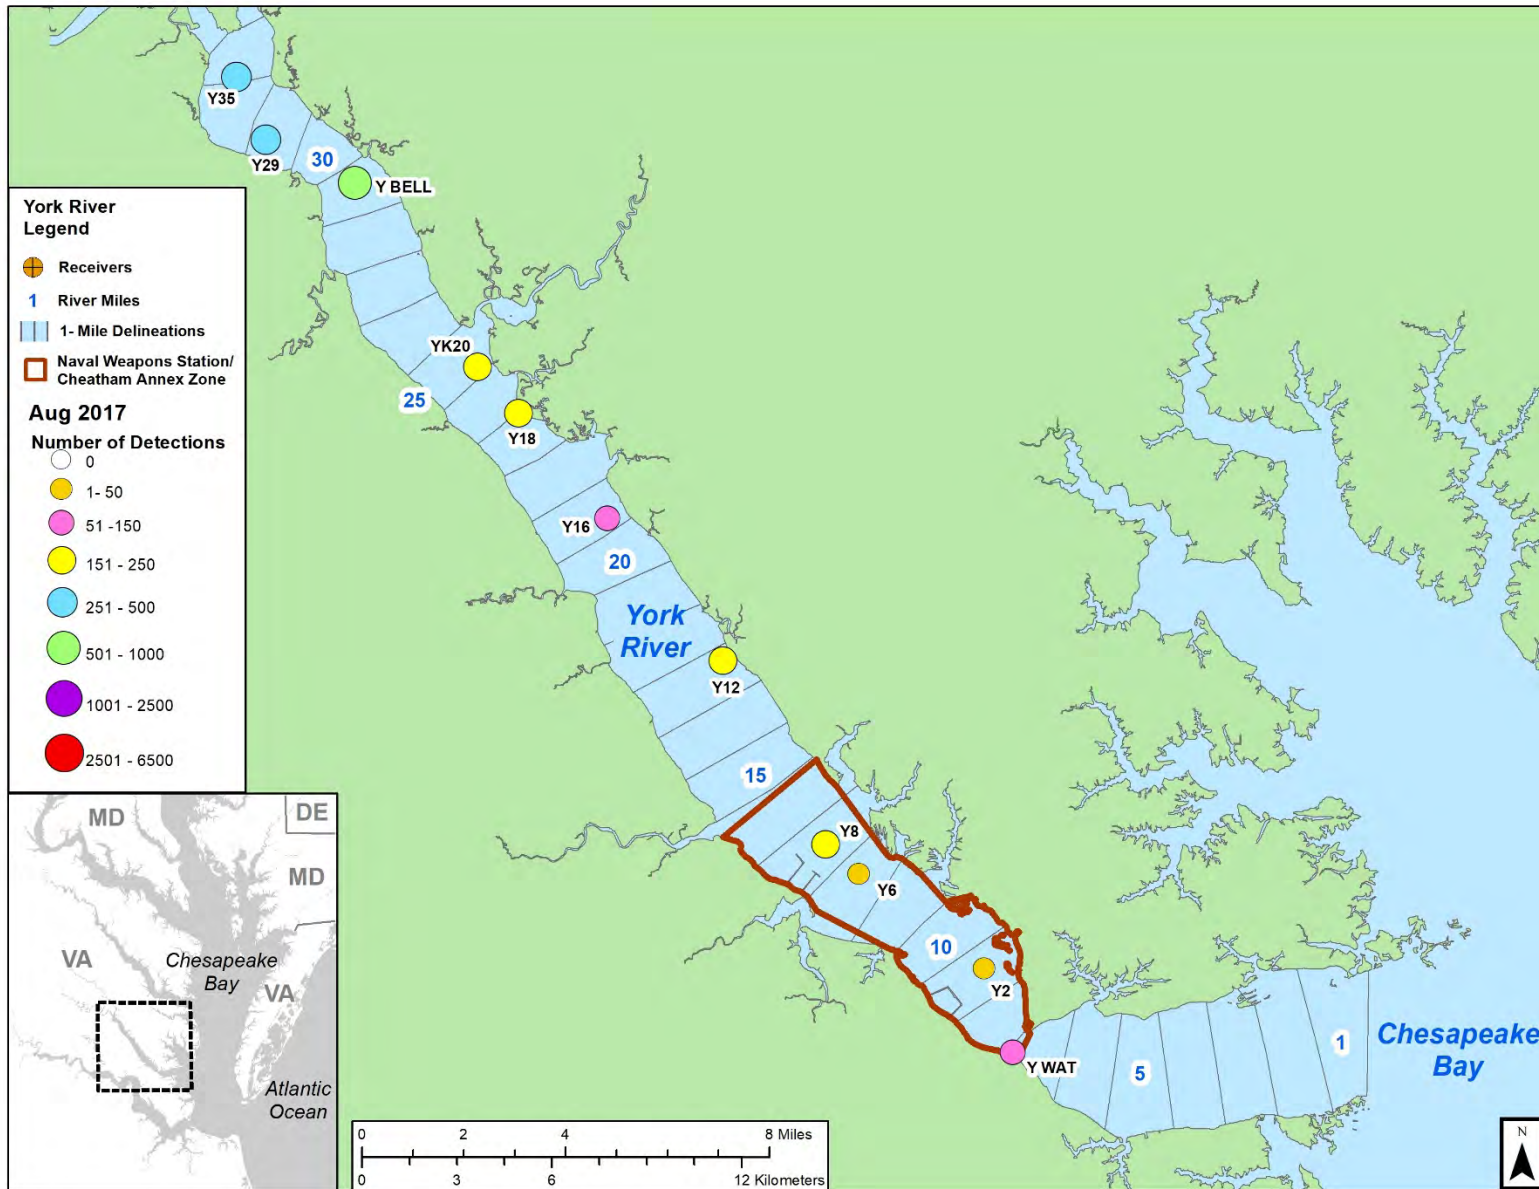 Y35
Y29
30
Y BELL
York River
Legend
Receivers
1 River Miles
1- Mile Delineations
Naval Weapons Station/
Cheatham Annex Zone
Aug 2017
Number of Detections
0
1- 50
51 -150
151 - 250
251 - 500
501 - 1000
1001 - 2500
2501 - 6500
YK20
25
Y18
Y16
20
York
River
Y12
15
Y8
Y6
10
Y2
Y WAT
5
1
Chesapeake
Bay
MD
DE
MD
VA
Chesapeake
Bay
VA
Atlantic
Ocean
0 2 4 8 Miles
0 3 6 12 Kilometers
N